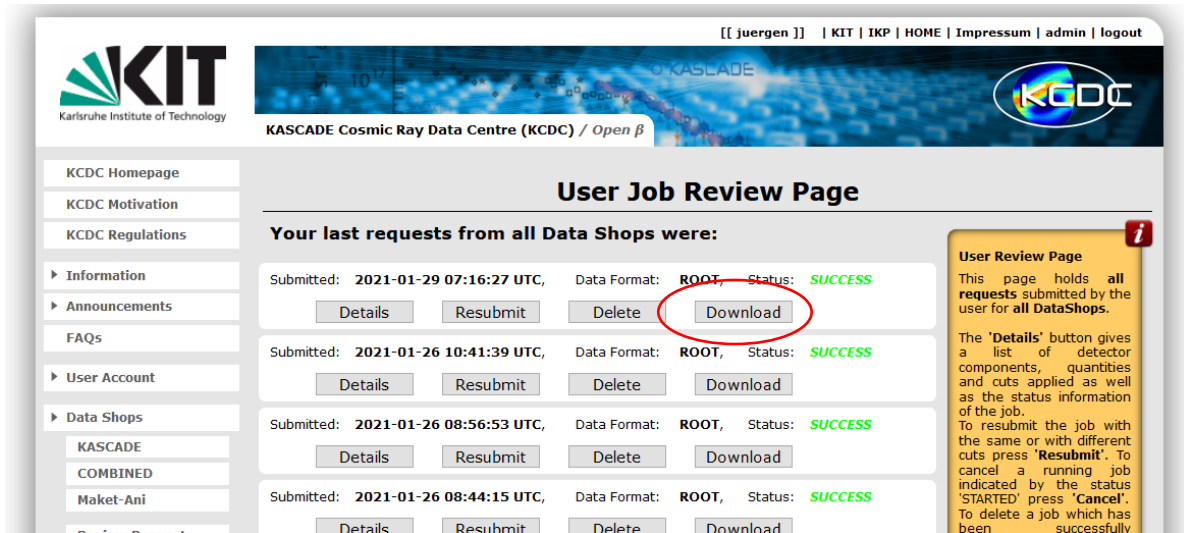 [[ juergen ]] | KIT | IKP | HOME | Impressum | admin | logout
KIT
Karlsruhe Institute of Technology
10¹⁷
KASCADE
KCDC
KASCADE Cosmic Ray Data Centre (KCDC) / Open β
KCDC Homepage
KCDC Motivation
KCDC Regulations
Information
Announcements
FAQs
User Account
Data Shops
KASCADE
COMBINED
Maket-Ani
User Job Review Page
Your last requests from all Data Shops were:
Submitted: 2021-01-29 07:16:27 UTC, Data Format: ROOT, Status: SUCCESS
Details Resubmit Delete Download
Submitted: 2021-01-26 10:41:39 UTC, Data Format: ROOT, Status: SUCCESS
Details Resubmit Delete Download
Submitted: 2021-01-26 08:56:53 UTC, Data Format: ROOT, Status: SUCCESS
Details Resubmit Delete Download
Submitted: 2021-01-26 08:44:15 UTC, Data Format: ROOT, Status: SUCCESS
Details Resubmit Delete Download
i
User Review Page
This page holds all
requests submitted by the
user for all DataShops.
The 'Details' button gives
a list of detector
components, quantities
and cuts applied as well
as the status information
of the job.
To resubmit the job with
the same or with different
cuts press 'Resubmit'. To
cancel a running job
indicated by the status
'STARTED' press 'Cancel'.
To delete a job which has
been successfully